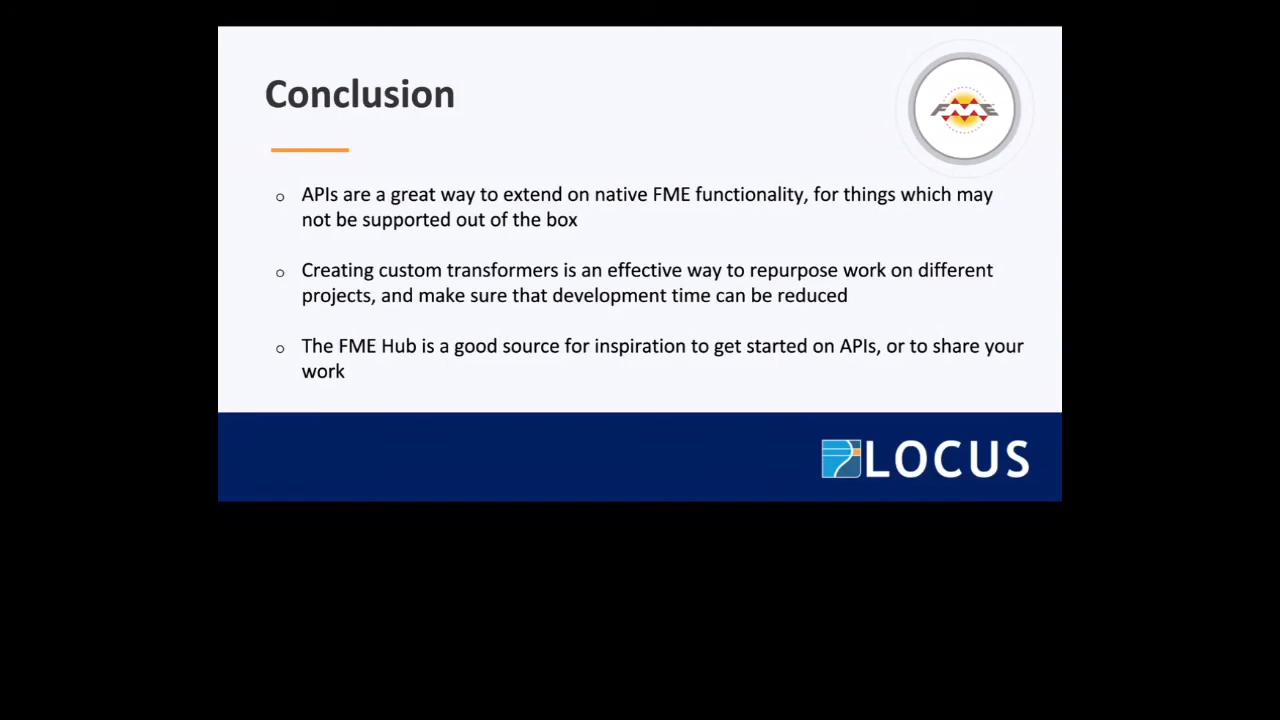 Conclusion
FME
○ APIs are a great way to extend on native FME functionality, for things which may
not be supported out of the box
○ Creating custom transformers is an effective way to repurpose work on different
projects, and make sure that development time can be reduced
○ The FME Hub is a good source for inspiration to get started on APIs, or to share your
work
LOCUS